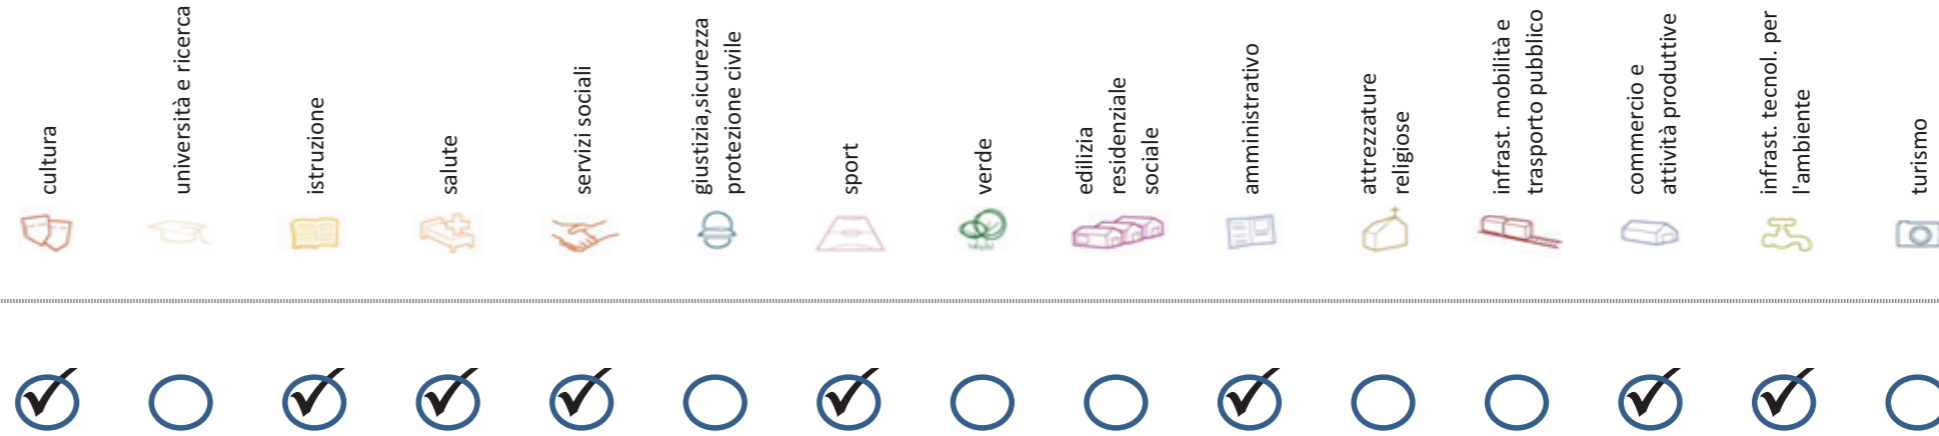 cultura
università e ricerca
istruzione
salute
servizi sociali
giustizia,sicurezza
protezione civile
sport
verde
edilizia
residenziale
sociale
amministrativo
attrezzature
religiose
infrast. mobilità e
trasporto pubblico
commercio e
attività produttive
infrast. tecnol. per
l'ambiente
turismo